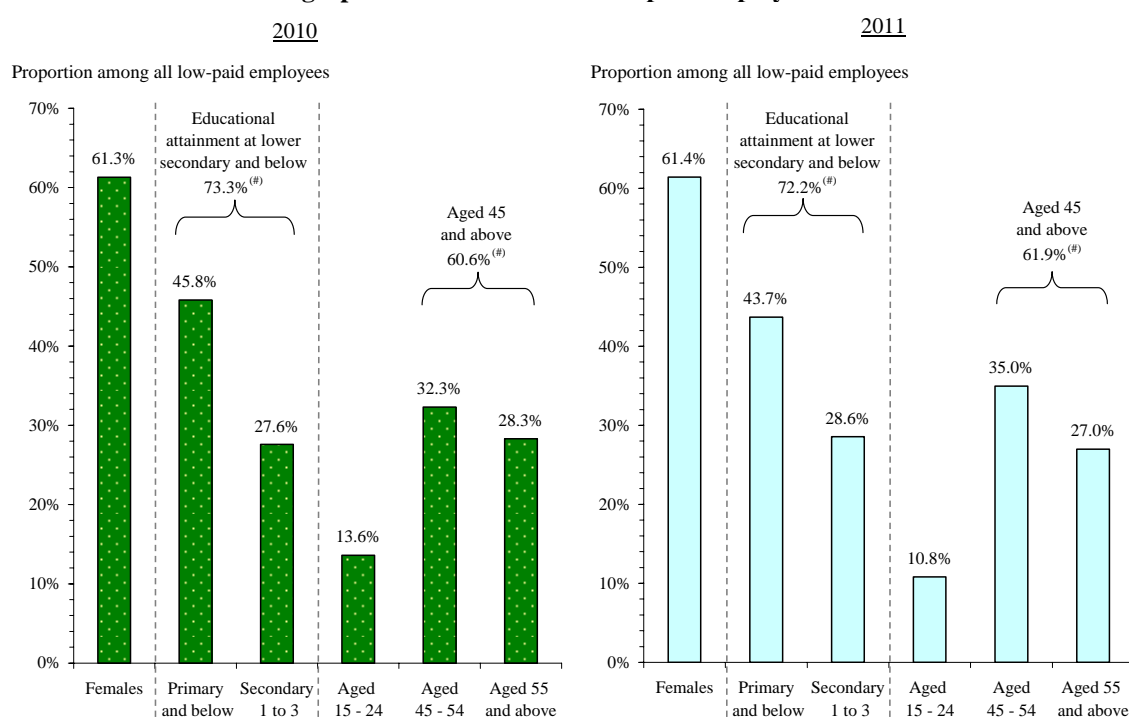 2010
Proportion among all low-paid employees
70%
60%
50%
40%
30%
20%
10%
0%
Educational
attainment at lower
secondary and below
73.3% (#)
Aged 45
and above
60.6% (#)
61.3%
45.8%
27.6%
13.6%
32.3%
28.3%
Females
Primary
and below
Secondary
1 to 3
Aged
15 - 24
Aged
45 - 54
Aged 55
and above
2011
Proportion among all low-paid employees
70%
60%
50%
40%
30%
20%
10%
0%
Educational
attainment at lower
secondary and below
72.2% (#)
Aged 45
and above
61.9% (#)
61.4%
43.7%
28.6%
10.8%
35.0%
27.0%
Females
Primary
and below
Secondary
1 to 3
Aged
15 - 24
Aged
45 - 54
Aged 55
and above